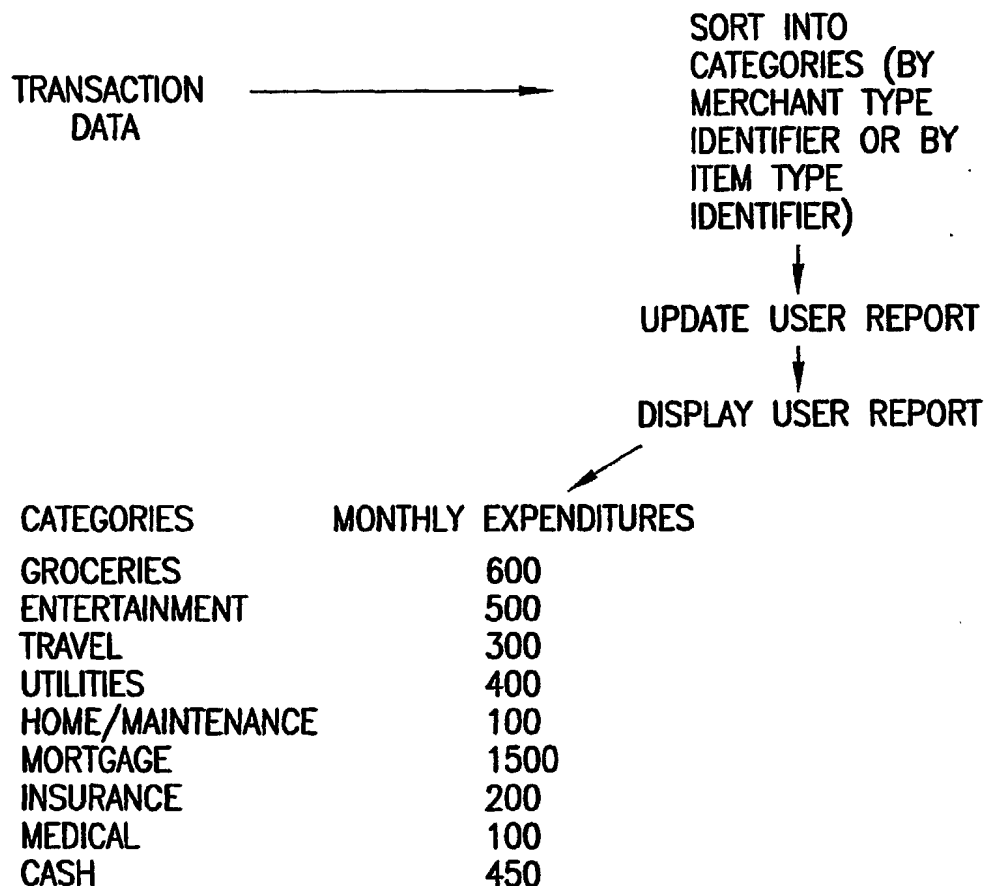 TRANSACTION
DATA
SORT INTO
CATEGORIES (BY
MERCHANT TYPE
IDENTIFIER OR BY
ITEM TYPE
IDENTIFIER)
UPDATE USER REPORT
DISPLAY USER REPORT
CATEGORIES MONTHLY EXPENDITURES
GROCERIES 600
ENTERTAINMENT 500
TRAVEL 300
UTILITIES 400
HOME/MAINTENANCE 100
MORTGAGE 1500
INSURANCE 200
MEDICAL 100
CASH 450